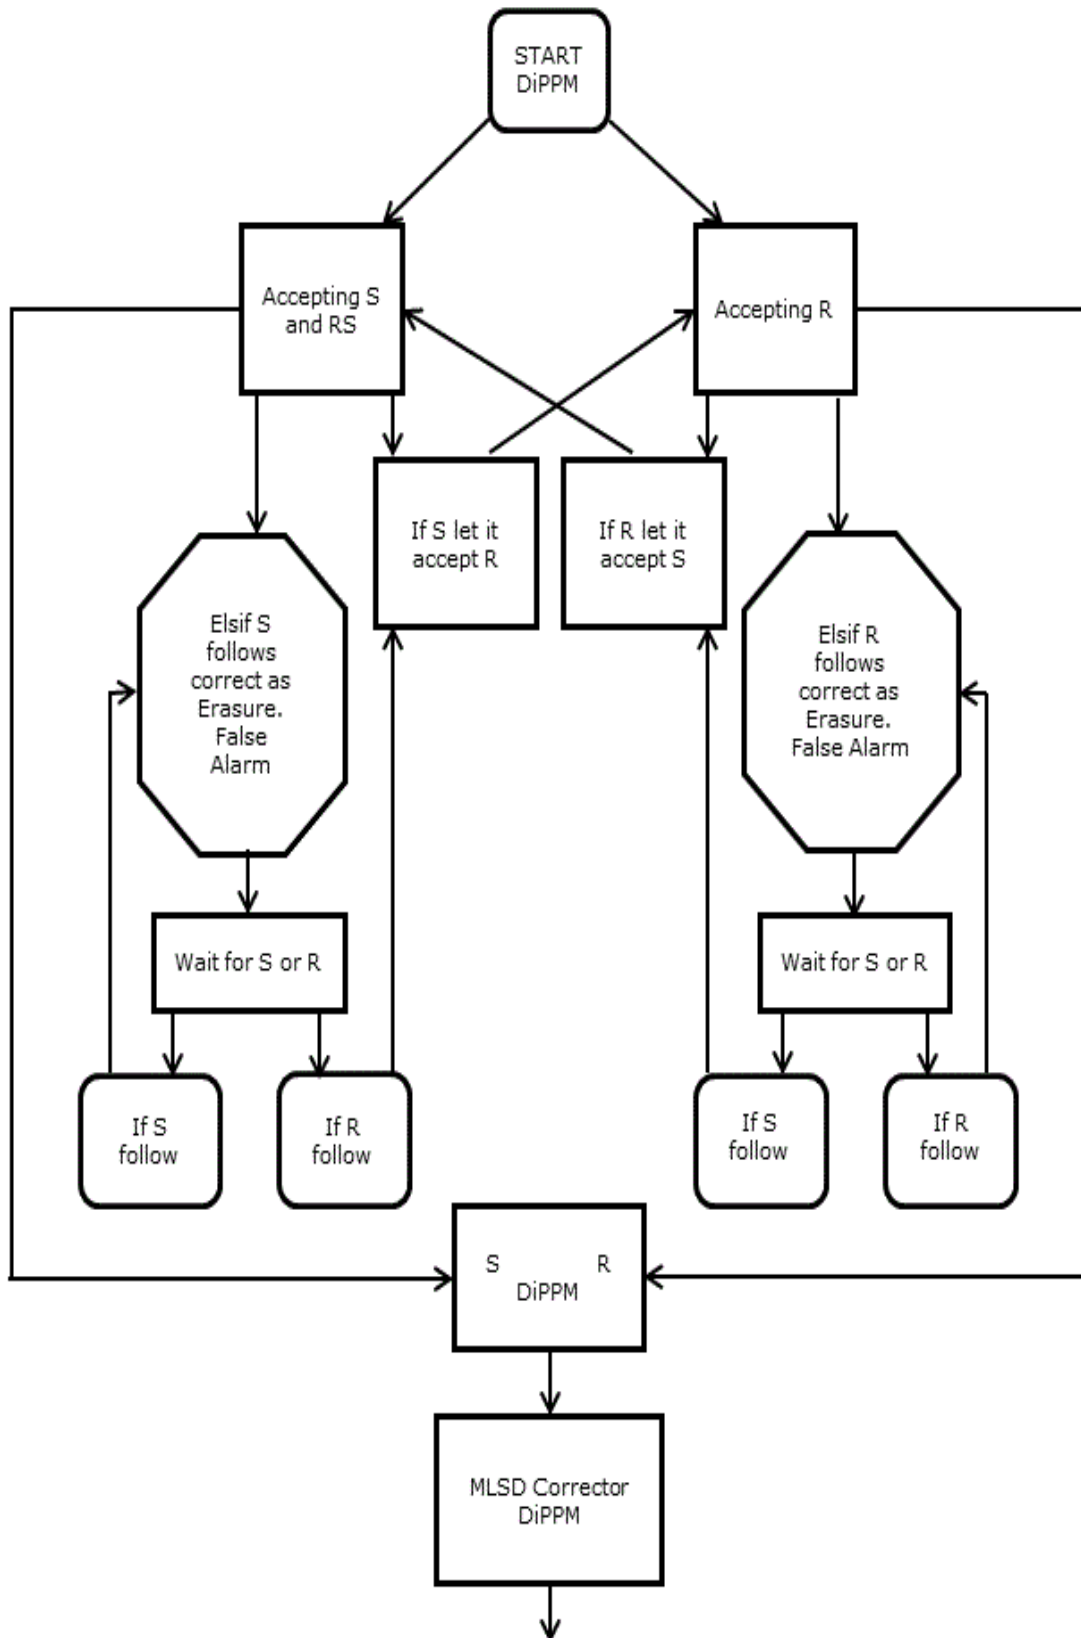 START
DiPPM
Accepting S
and RS
Accepting R
If S let it
accept R
If R let it
accept S
Elsif S
follows
correct as
Erasure.
False
Alarm
Elsif R
follows
correct as
Erasure.
False Alarm
Wait for S or R
Wait for S or R
If S
follow
If R
follow
If S
follow
If R
follow
S R
DiPPM
MLSD Corrector
DiPPM